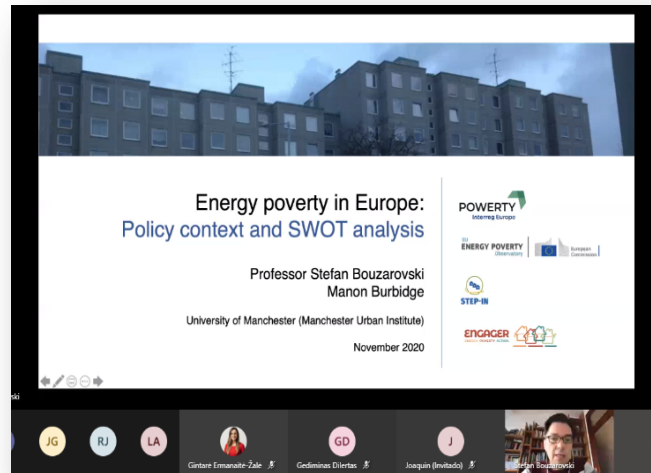 Energy poverty in Europe:
Policy context and SWOT analysis
Professor Stefan Bouzarovski
Manon Burbidge
University of Manchester (Manchester Urban Institute)
November 2020
POWERTY
Interreg Europe
EU
ENERGY POVERTY
Observatory
European
Commission
STEP-IN
ENGAGER
ski
JG
RJ
LA
GD
J
Gintarė Ermanaitė-Žale
Gediminas Dilertas
Joaquin (Invitado)
Stefan Bouzarovski